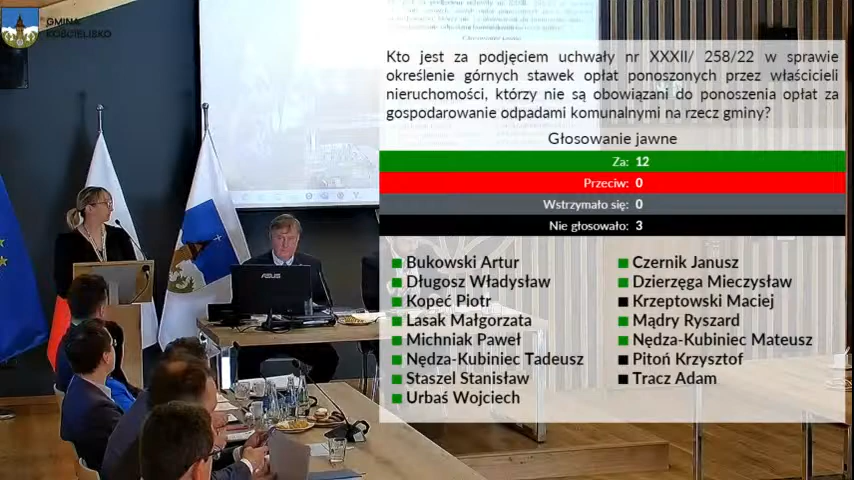 GMINA
KOŚCIELISKO
Kto jest za podjęciem uchwały nr XXXII/ 258/22 w sprawie
określenie górnych stawek opłat ponoszonych przez właścicieli
nieruchomości, którzy nie są obowiązani do ponoszenia opłat za
gospodarowanie odpadami komunalnymi na rzecz gminy?
Głosowanie jawne
Za: 12
Przeciw: 0
Wstrzymało się: 0
Nie głosowało: 3
Bukowski Artur
Długosz Władysław
Kopeć Piotr
Lasak Małgorzata
Michniak Paweł
Nędza-Kubiniec Tadeusz
Staszel Stanisław
Urbaś Wojciech
Czernik Janusz
Dzierzęga Mieczysław
Krzeptowski Maciej
Mądry Ryszard
Nędza-Kubiniec Mateusz
Pitoń Krzysztof
Tracz Adam
ASUS